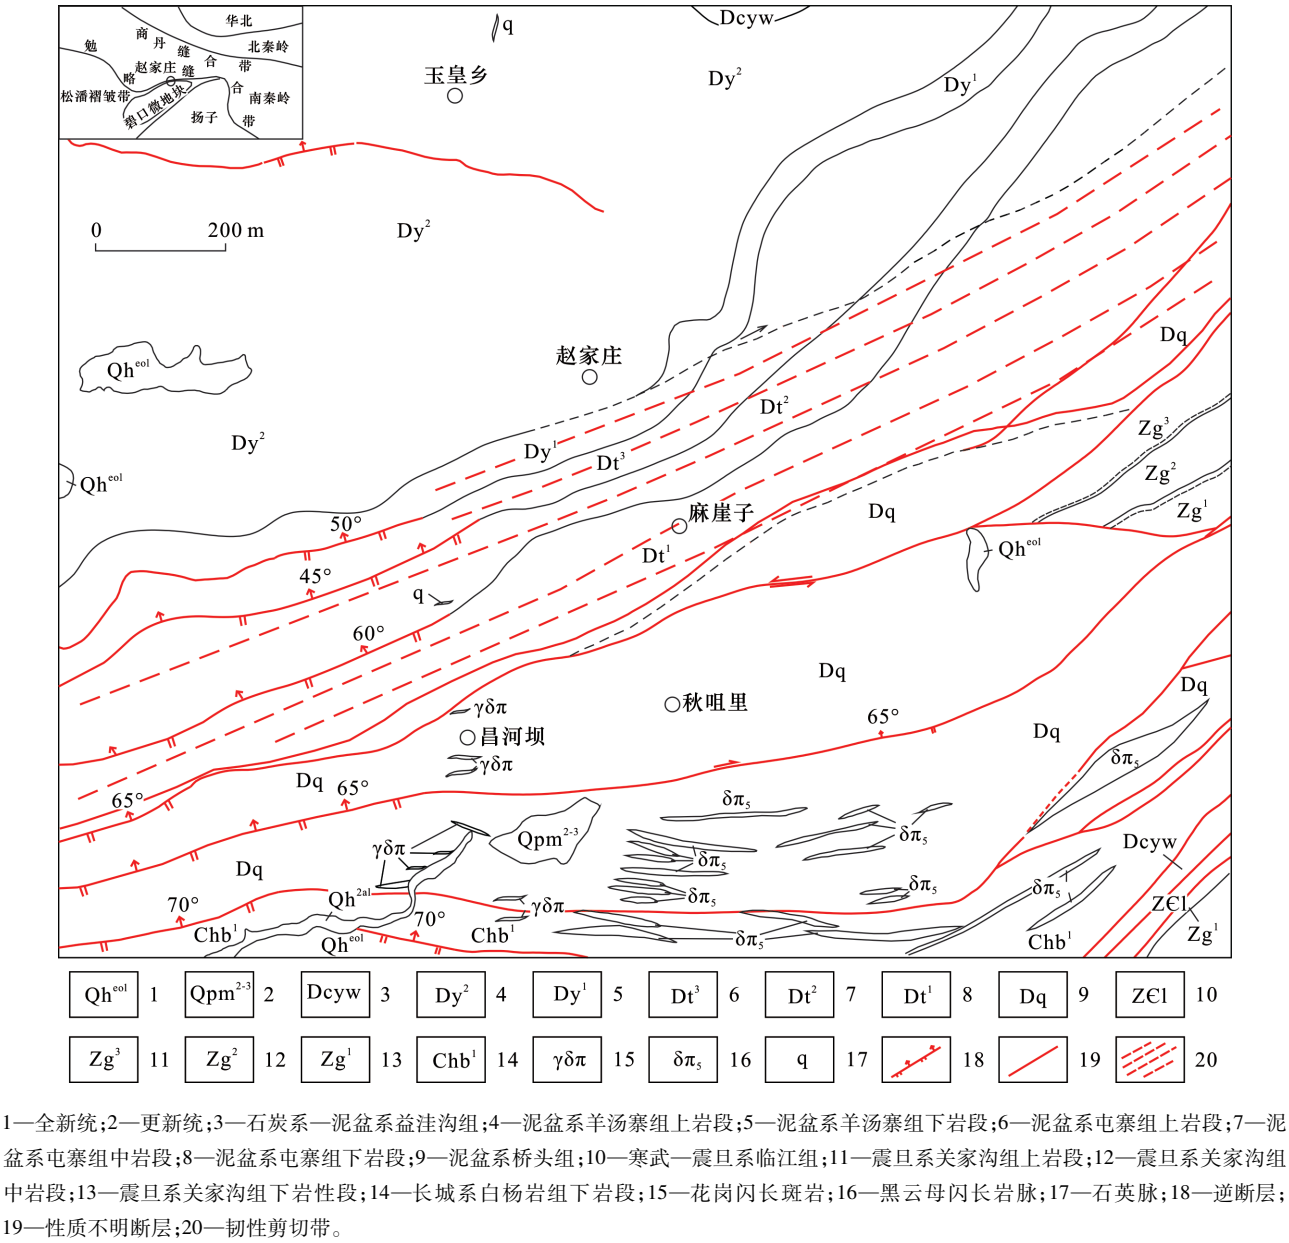 华北
商
丹
缝
合
带
北秦岭
勉
略
赵家庄
缝
合
带
松潘褶皱带
碧口微地块
扬子
南秦岭
q
Dcyw
玉皇乡
Dy²
Dy¹
0 200 m
Dy²
Qhᵉᵒˡ
赵家庄
Dq
Dt²
Dy²
Dy¹
Dt³
Zg³
Zg²
Zg¹
Qhᵉᵒˡ
50°
麻崖子
Dq
Dt¹
Qhᵉᵒˡ
45°
q
60°
Dq
Dq
秋咀里
γδπ
65°
昌河坝
Dq
γδπ
δπ₅
Dq
65°
65°
δπ₅
Qpm²⁻³
δπ₅
Dcyw
γδπ
δπ₅
Dq
δπ₅
δπ₅
δπ₅
Qh²ᵃˡ
70°
γδπ
ZЄl
70°
Chb¹
Chb¹
Qhᵉᵒˡ
δπ₅
Chb¹
Zg¹
Qhᵉᵒˡ 1 Qpm²⁻³ 2 Dcyw 3 Dy² 4 Dy¹ 5 Dt³ 6 Dt² 7 Dt¹ 8 Dq 9 ZЄl 10
Zg³ 11 Zg² 12 Zg¹ 13 Chb¹ 14 γδπ 15 δπ₅ 16 q 17 18 19 20
1—全新统;2—更新统;3—石炭系—泥盆系益洼沟组;4—泥盆系羊汤寨组上岩段;5—泥盆系羊汤寨组下岩段;6—泥盆系屯寨组上岩段;7—泥
盆系屯寨组中岩段;8—泥盆系屯寨组下岩段;9—泥盆系桥头组;10—寒武—震旦系临江组;11—震旦系关家沟组上岩段;12—震旦系关家沟组
中岩段;13—震旦系关家沟组下岩性段;14—长城系白杨岩组下岩段;15—花岗闪长斑岩;16—黑云母闪长岩脉;17—石英脉;18—逆断层;
19—性质不明断层;20—韧性剪切带。